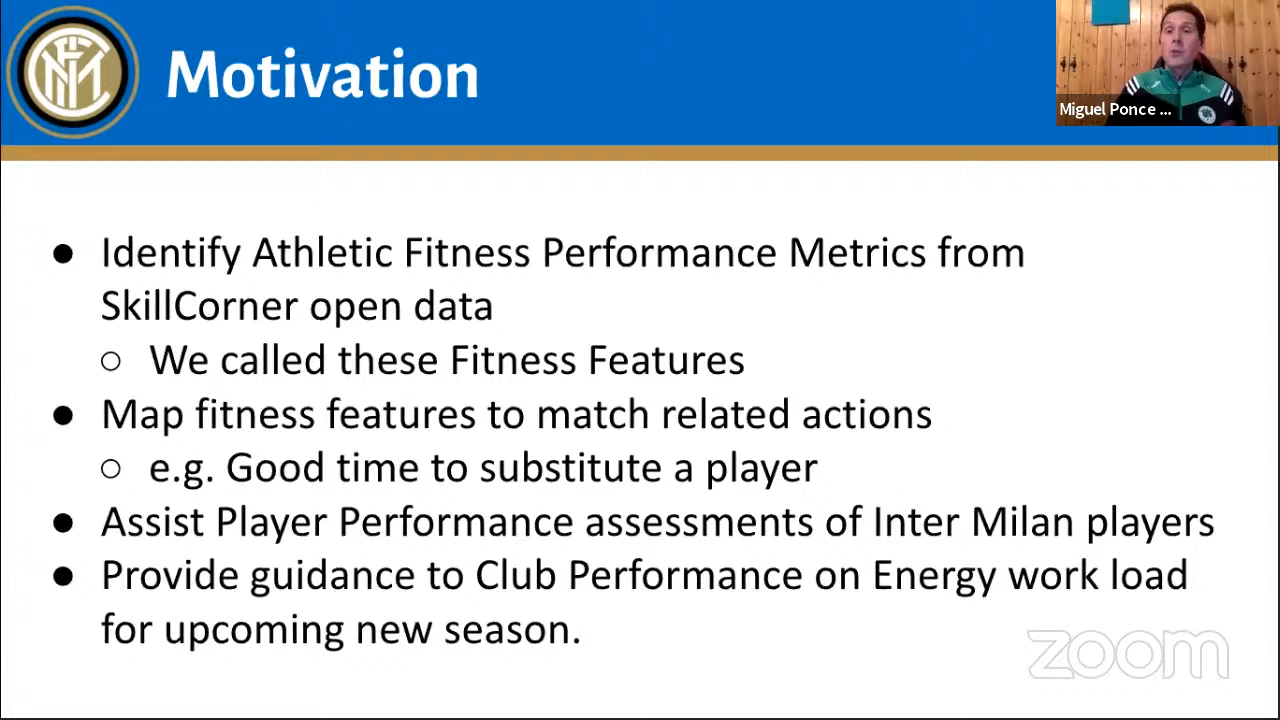 Motivation
Miguel Ponce ...
● Identify Athletic Fitness Performance Metrics from
SkillCorner open data
○ We called these Fitness Features
● Map fitness features to match related actions
○ e.g. Good time to substitute a player
● Assist Player Performance assessments of Inter Milan players
● Provide guidance to Club Performance on Energy work load
for upcoming new season.
zoom